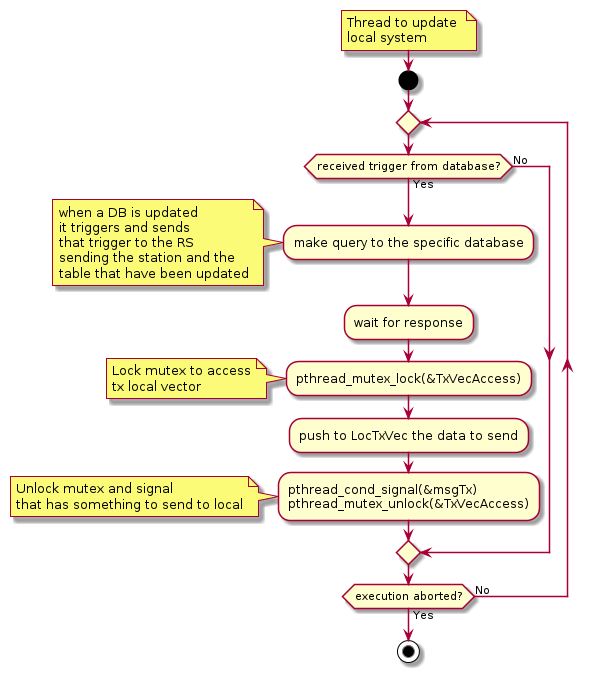 Thread to update
local system
received trigger from database?
No
Yes
when a DB is updated
it triggers and sends
that trigger to the RS
sending the station and the
table that have been updated
make query to the specific database
wait for response
Lock mutex to access
tx local vector
pthread_mutex_lock(&TxVecAccess)
push to LocTxVec the data to send
Unlock mutex and signal
that has something to send to local
pthread_cond_signal(&msgTx)
pthread_mutex_unlock(&TxVecAccess)
execution aborted?
No
Yes